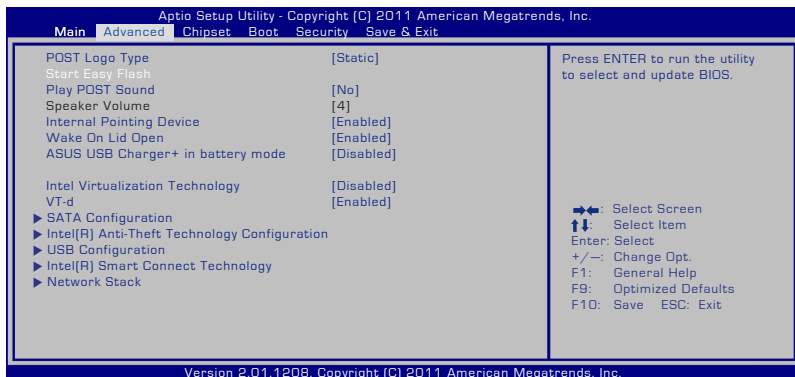 Aptio Setup Utility - Copyright (C) 2011 American Megatrends, Inc.
Main Advanced Chipset Boot Security Save & Exit
POST Logo Type [Static]
Start Easy Flash
Play POST Sound [No]
Speaker Volume [4]
Internal Pointing Device [Enabled]
Wake On Lid Open [Enabled]
ASUS USB Charger+ in battery mode [Disabled]
Intel Virtualization Technology [Disabled]
VT-d [Enabled]
SATA Configuration
Intel(R) Anti-Theft Technology Configuration
USB Configuration
Intel(R) Smart Connect Technology
Network Stack
Press ENTER to run the utility
to select and update BIOS.
→←: Select Screen
↑↓: Select Item
Enter: Select
+/—: Change Opt.
F1: General Help
F9: Optimized Defaults
F10: Save ESC: Exit
Version 2.01.1208. Copyright (C) 2011 American Megatrends, Inc.